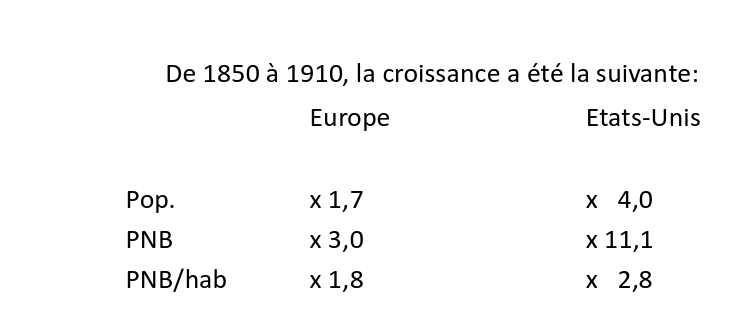 De 1850 à 1910, la croissance a été la suivante:
Europe Etats-Unis
Pop. x 1,7 x 4,0
PNB x 3,0 x 11,1
PNB/hab x 1,8 x 2,8